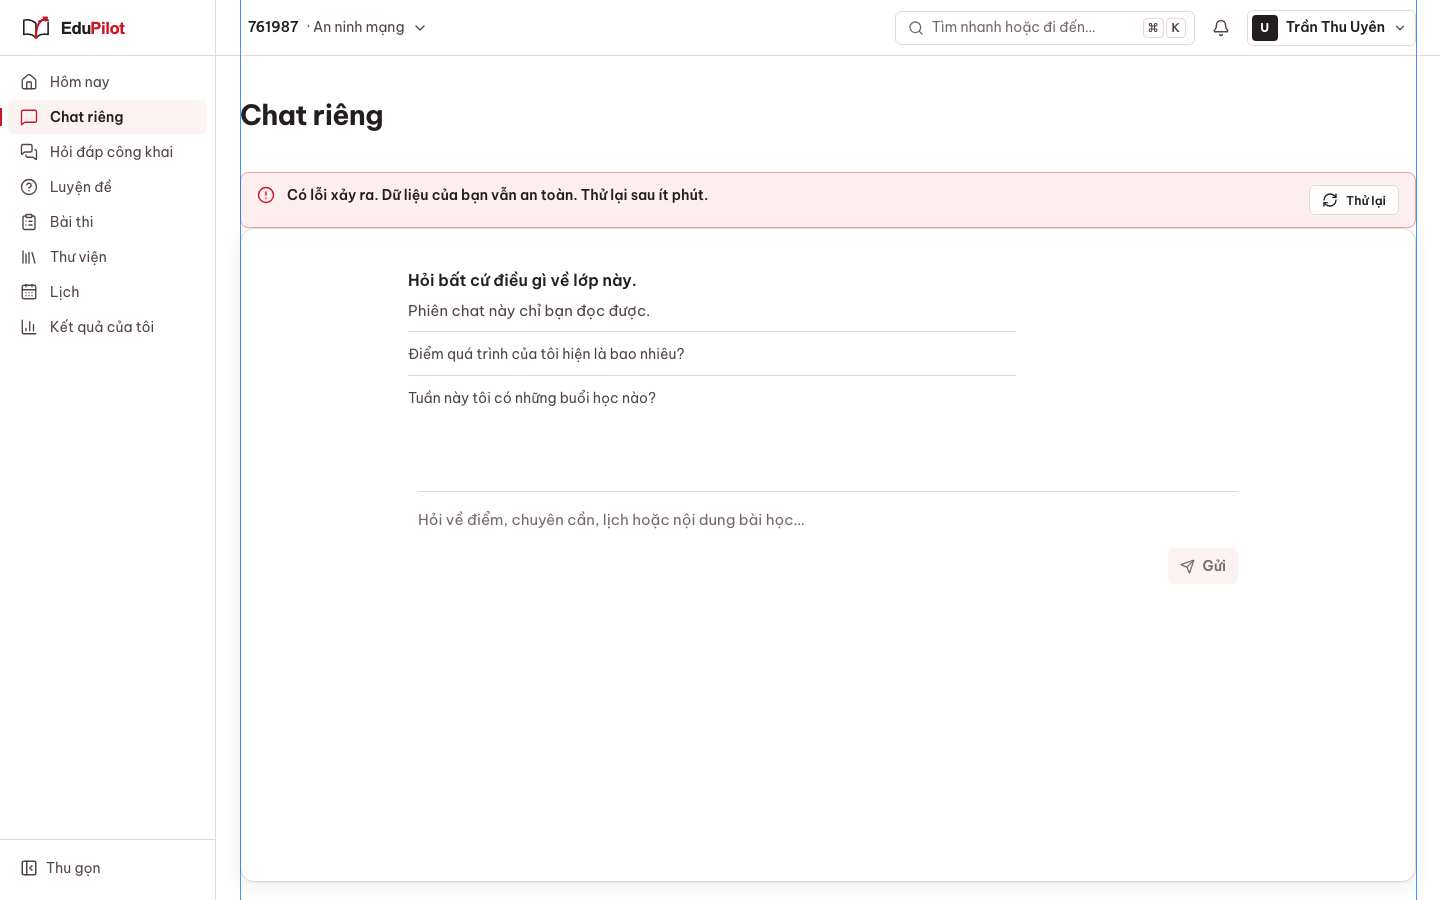 EduPilot
761987 · An ninh mạng
Tìm nhanh hoặc đi đến...
⌘ K
U Trần Thu Uyên
Hôm nay
Chat riêng
Hỏi đáp công khai
Luyện đề
Bài thi
Thư viện
Lịch
Kết quả của tôi
Thu gọn
Chat riêng
Có lỗi xảy ra. Dữ liệu của bạn vẫn an toàn. Thử lại sau ít phút.
Thử lại
Hỏi bất cứ điều gì về lớp này.
Phiên chat này chỉ bạn đọc được.
Điểm quá trình của tôi hiện là bao nhiêu?
Tuần này tôi có những buổi học nào?
Hỏi về điểm, chuyên cần, lịch hoặc nội dung bài học...
Gửi